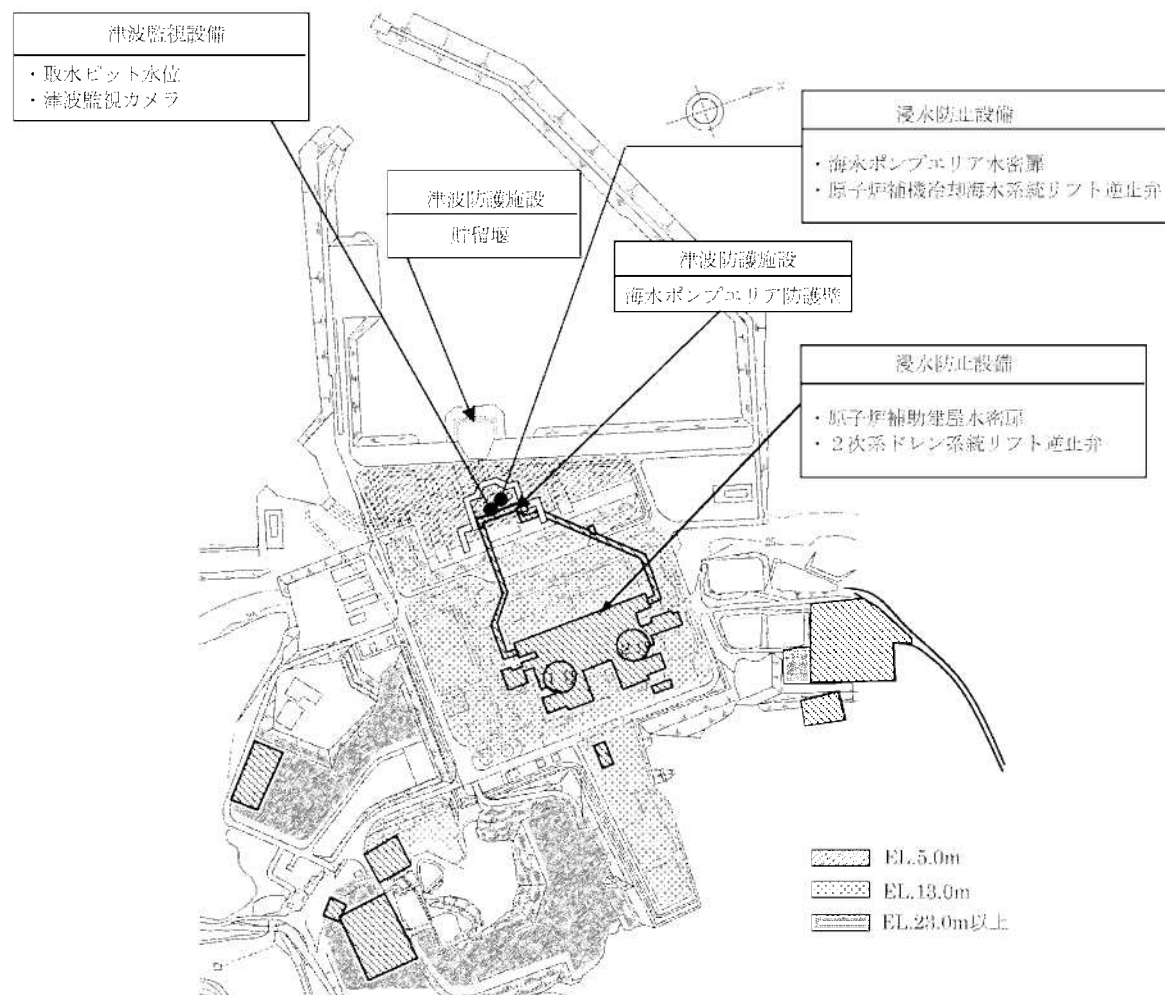 津波監視設備
・取水ピット水位
・津波監視カメラ
浸水防止設備
・海水ポンプエリア水密扉
・原子炉補機冷却海水系統リフト逆止弁
津波防護施設
貯留堰
津波防護施設
海水ポンプエリア防護壁
浸水防止設備
・原子炉補助建屋水密扉
・２次系ドレン系統リフト逆止弁
EL.5.0m
EL.13.0m
EL.23.0m以上